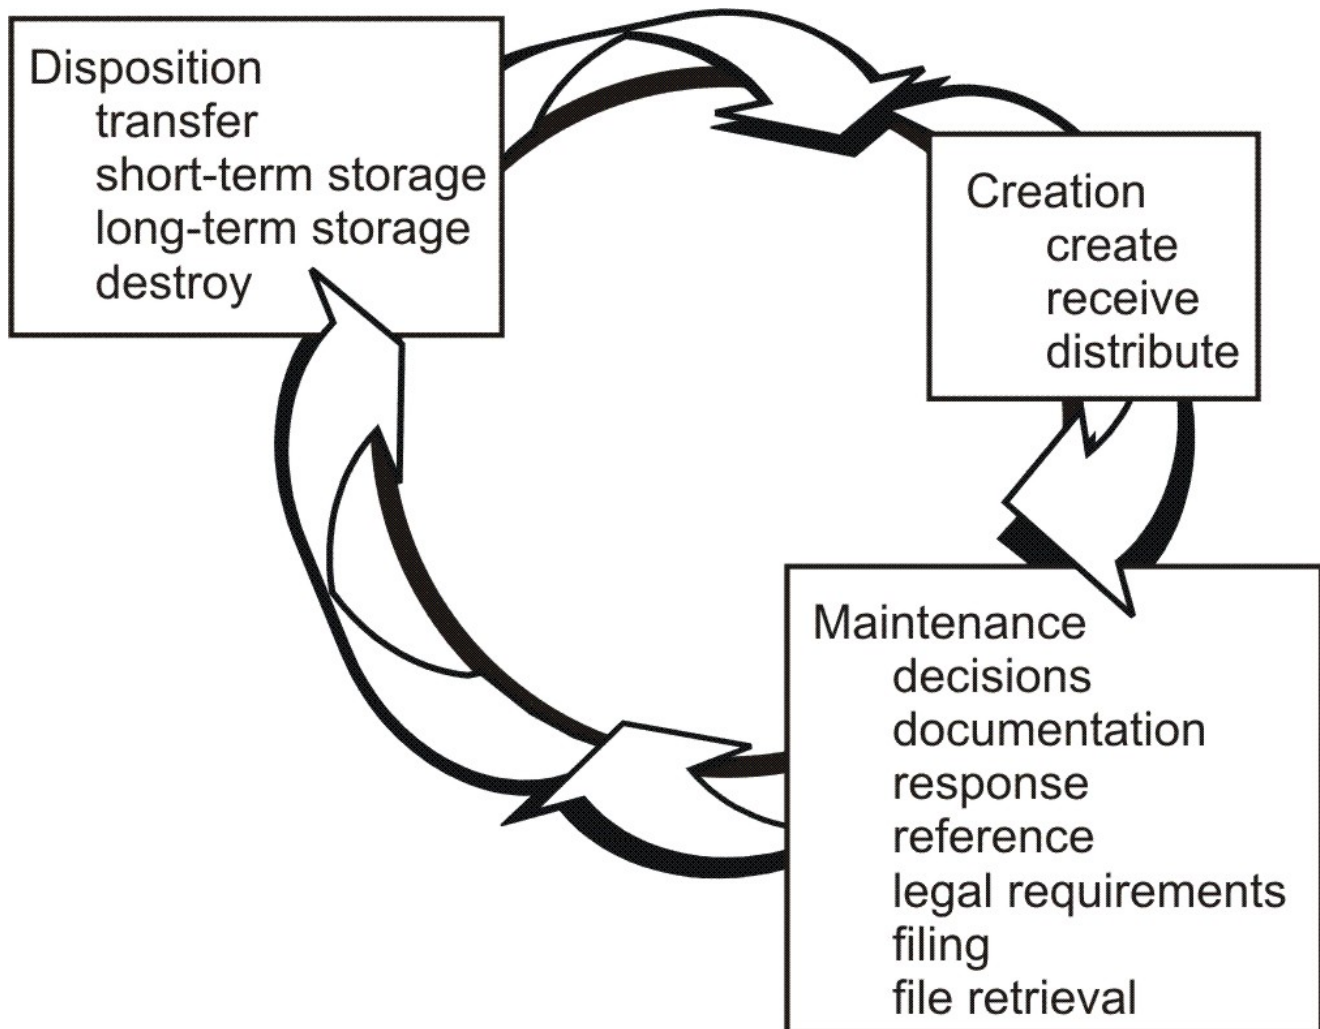 Disposition
transfer
short-term storage
long-term storage
destroy
Creation
create
receive
distribute
Maintenance
decisions
documentation
response
reference
legal requirements
filing
file retrieval